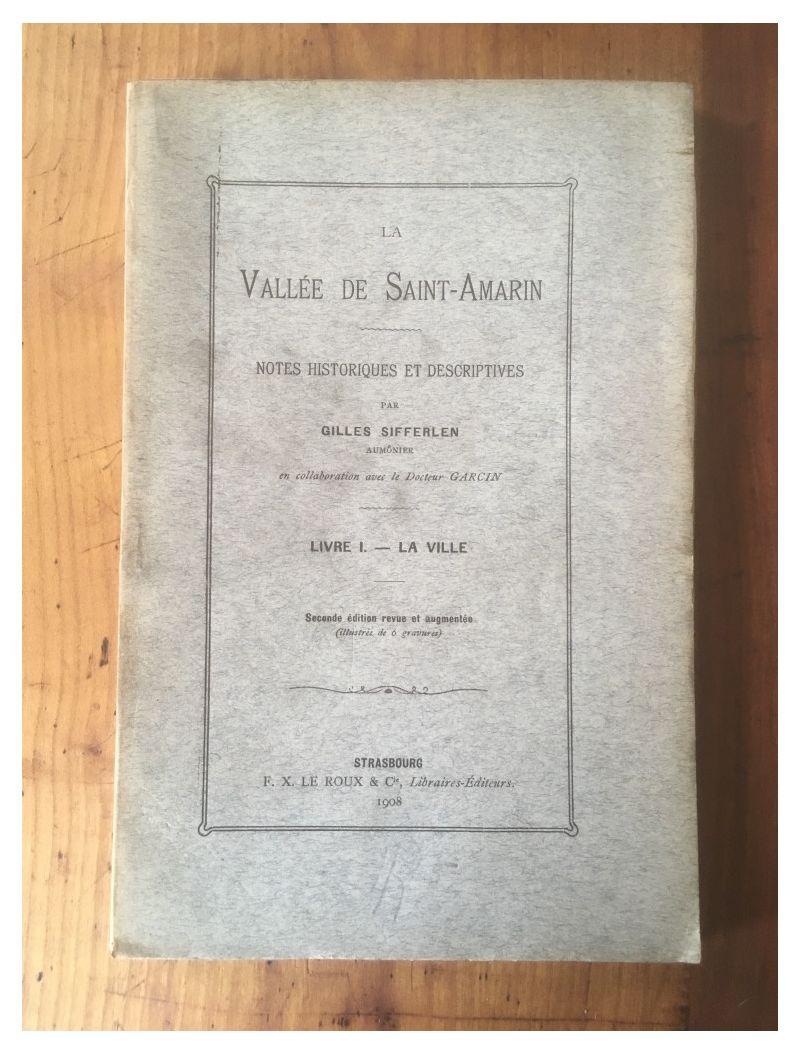 LA
VALLÉE DE SAINT-AMARIN
NOTES HISTORIQUES ET DESCRIPTIVES
PAR
GILLES SIFFERLEN
AUMÔNIER
en collaboration avec le Docteur GARCIN
LIVRE I. — LA VILLE
Seconde édition revue et augmentée
(illustrée de 6 gravures)
STRASBOURG
F. X. LE ROUX & Cie, Libraires-Éditeurs.
1908